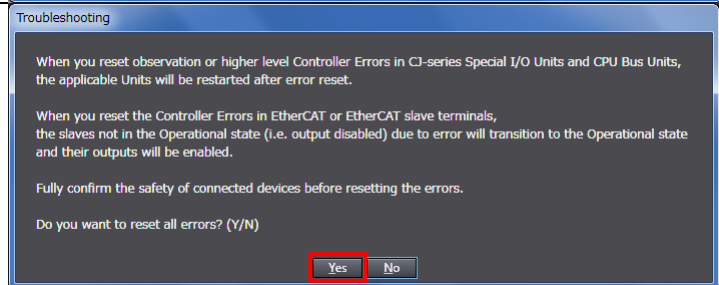 Troubleshooting
When you reset observation or higher level Controller Errors in CJ-series Special I/O Units and CPU Bus Units,
the applicable Units will be restarted after error reset.
When you reset the Controller Errors in EtherCAT or EtherCAT slave terminals,
the slaves not in the Operational state (i.e. output disabled) due to error will transition to the Operational state
and their outputs will be enabled.
Fully confirm the safety of connected devices before resetting the errors.
Do you want to reset all errors? (Y/N)
Yes No